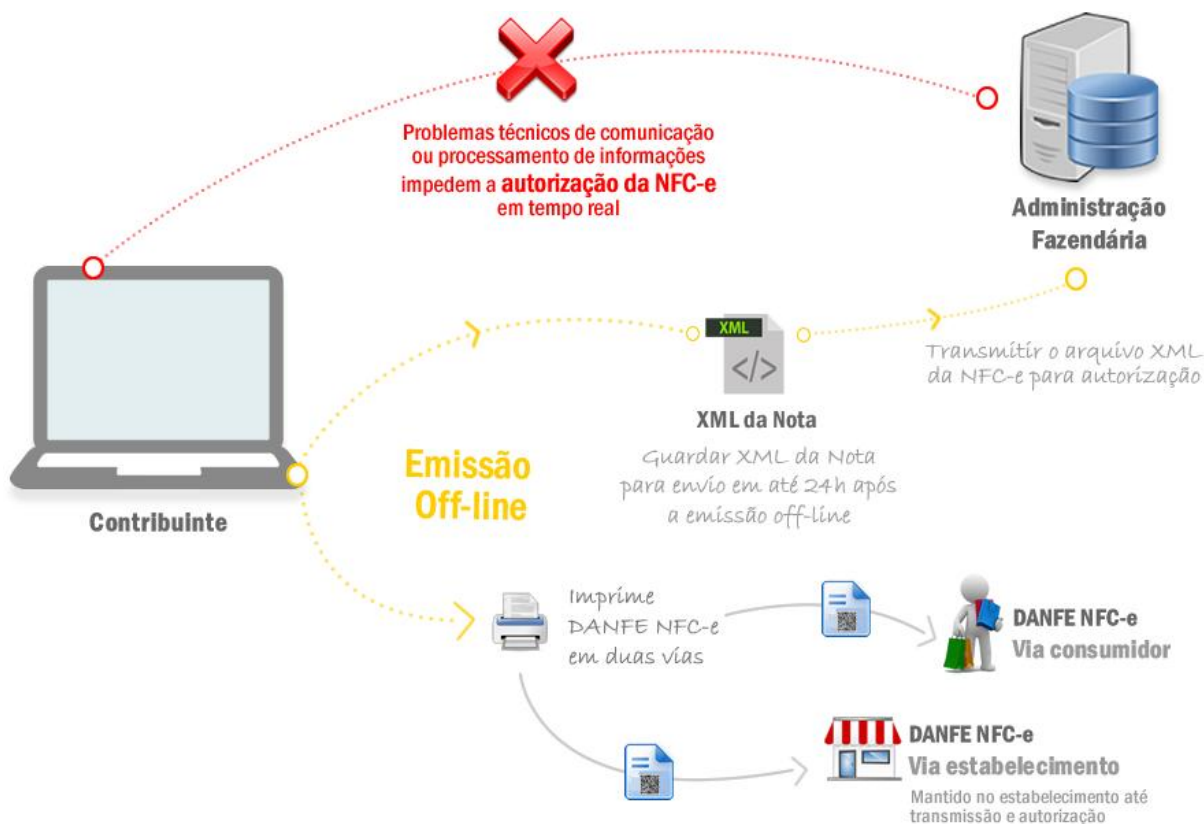 Problemas técnicos de comunicação
ou processamento de informações
impedem a autorização da NFC-e
em tempo real
Administração
Fazendária
XML
</>
Transmitir o arquivo XML
da NFC-e para autorização
XML da Nota
Guardar XML da Nota
para envio em até 24h após
a emissão off-line
Emissão
Off-line
Contribuinte
Imprime
DANFE NFC-e
em duas vias
DANFE NFC-e
Via consumidor
DANFE NFC-e
Via estabelecimento
Mantido no estabelecimento até
transmissão e autorização